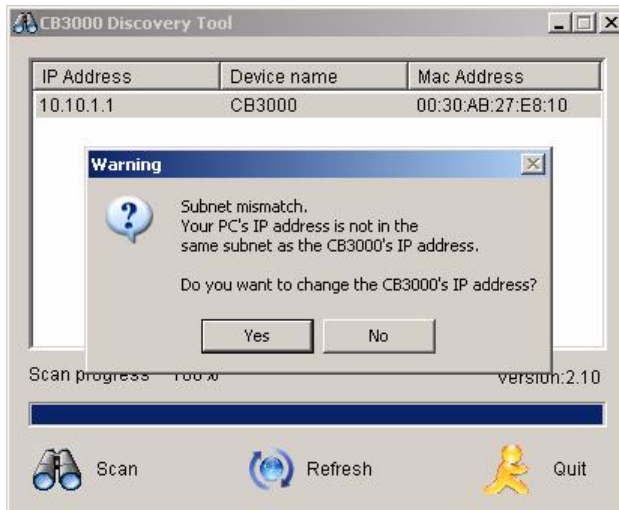 CB3000 Discovery Tool
IP Address Device name Mac Address
10.10.1.1 CB3000 00:30:AB:27:E8:10
Warning
Subnet mismatch.
Your PC's IP address is not in the
same subnet as the CB3000's IP address.
Do you want to change the CB3000's IP address?
Yes No
Scan progress 100% version:2.10
Scan Refresh Quit